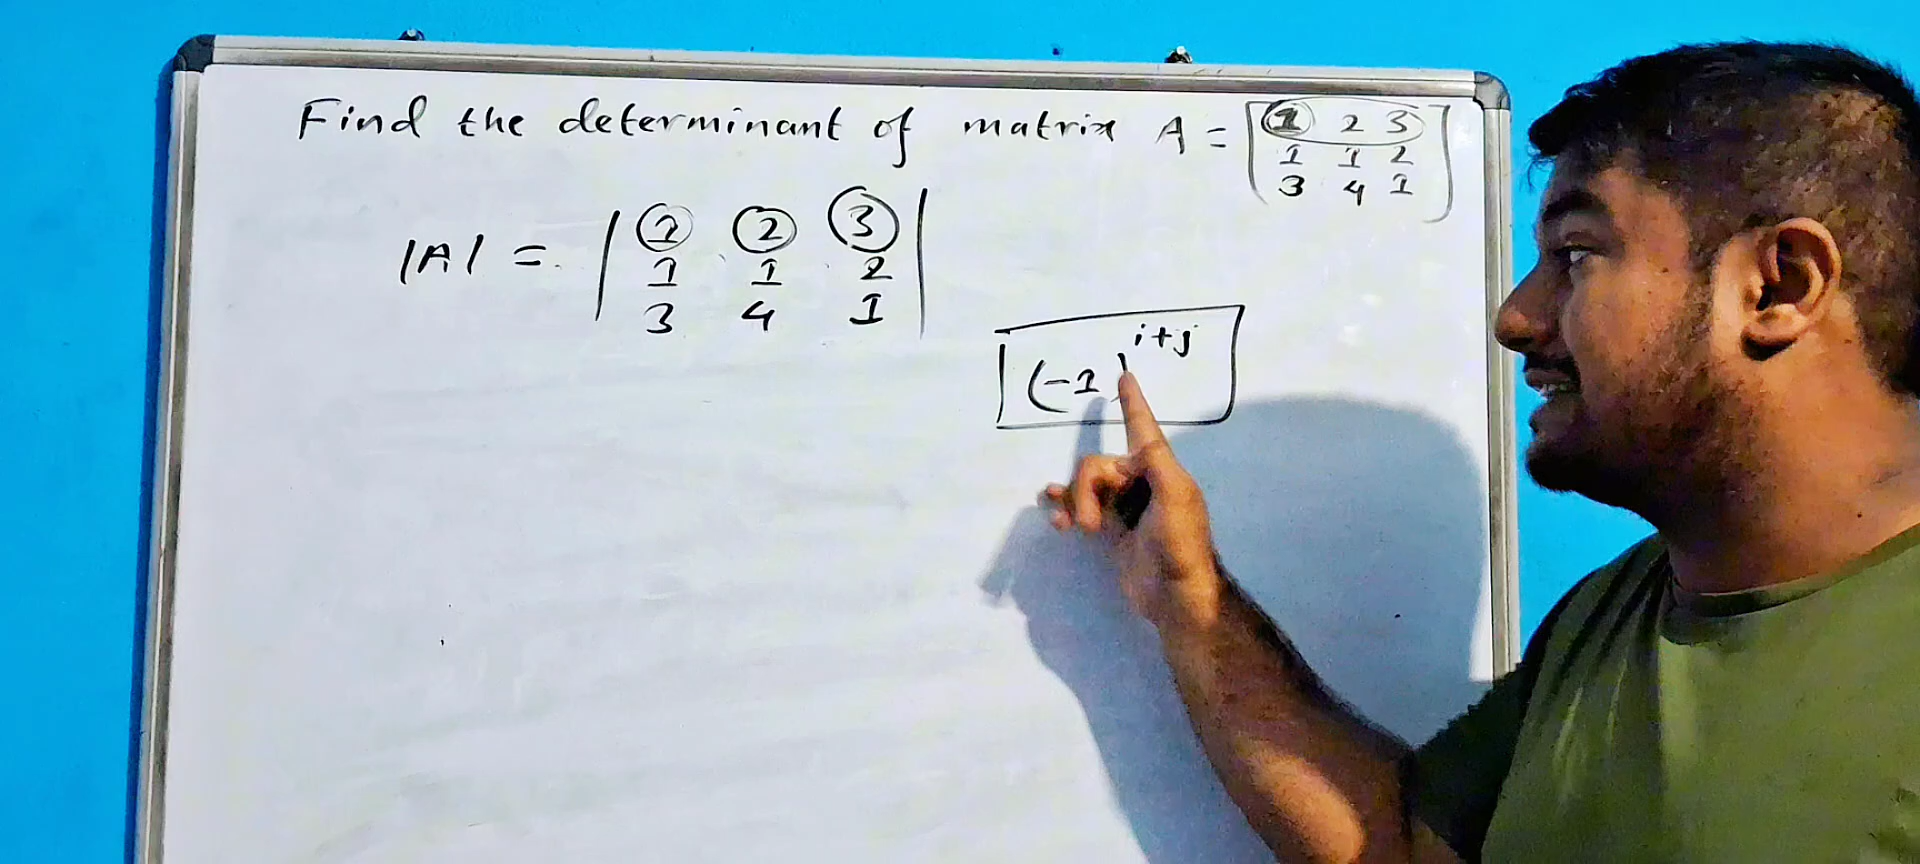 Find the determinant of matrix A = [1 2 3
1 1 2
3 4 1]
|A| = |1 2 3
1 1 2
3 4 1|
(-1)^i+j